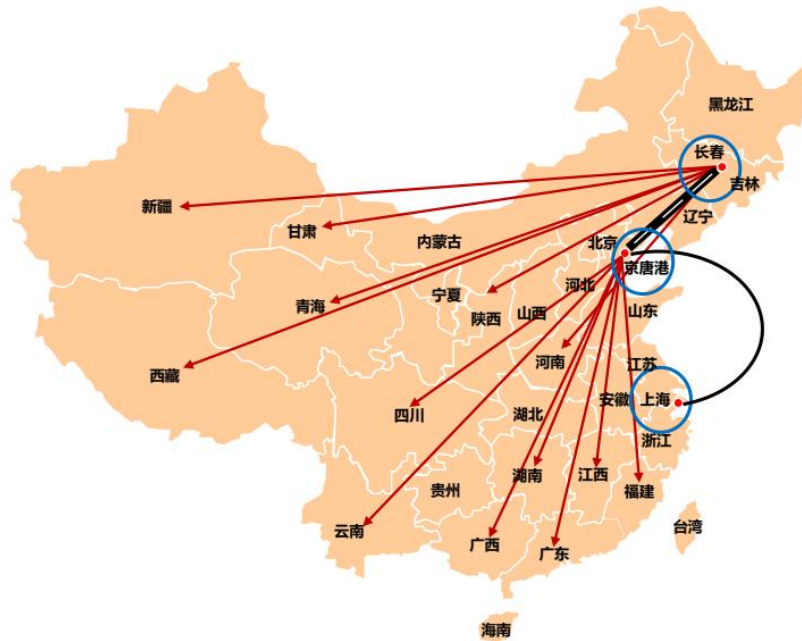 黑龙江
长春
吉林
新疆
辽宁
甘肃
内蒙古
北京
京唐港
河北
宁夏
青海
山西
山东
陕西
河南
江苏
西藏
四川
湖北
安徽
上海
浙江
湖南
江西
贵州
福建
云南
广西
广东
台湾
海南